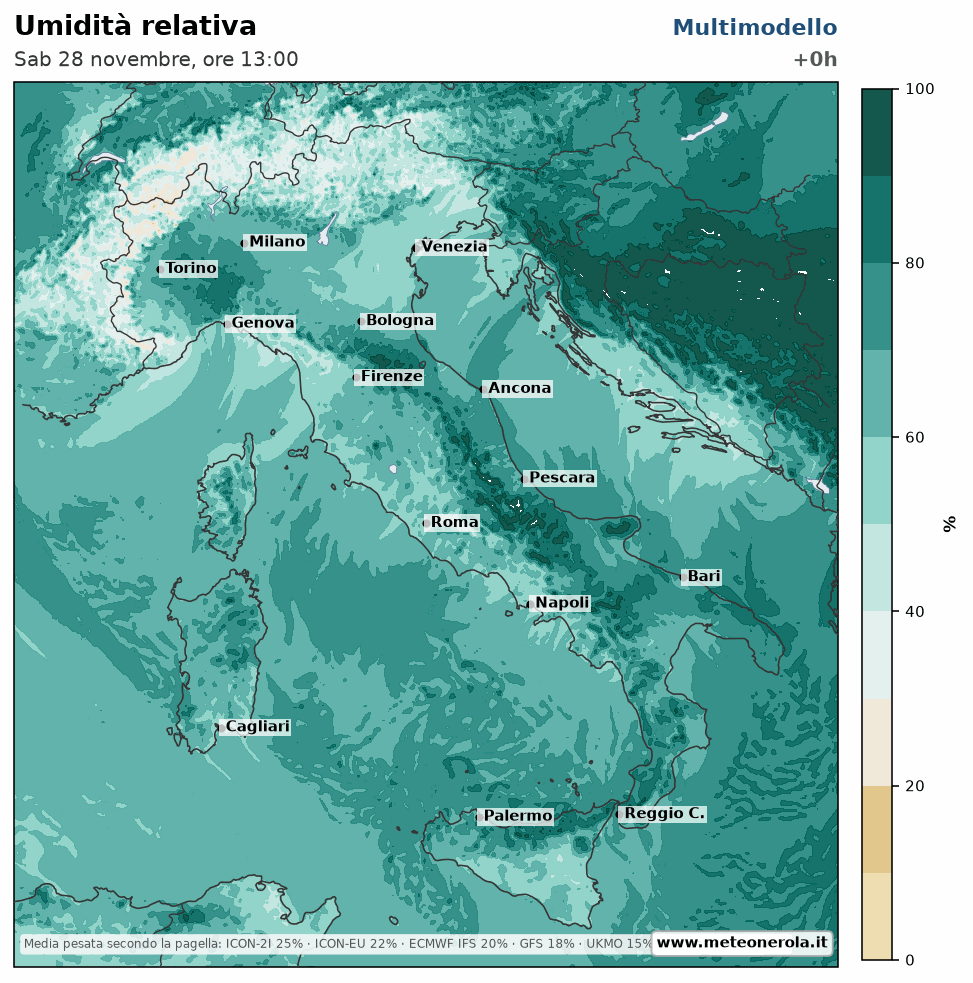 Umidità relativa
Multimodello
Sab 28 novembre, ore 13:00
+0h
100
80
60
40
20
0
%
Milano
Venezia
Torino
Genova
Bologna
Firenze
Ancona
Pescara
Roma
Bari
Napoli
Cagliari
Palermo
Reggio C.
Media pesata secondo la pagella: ICON-2I 25% · ICON-EU 22% · ECMWF IFS 20% · GFS 18% · UKMO 15%
www.meteonerola.it